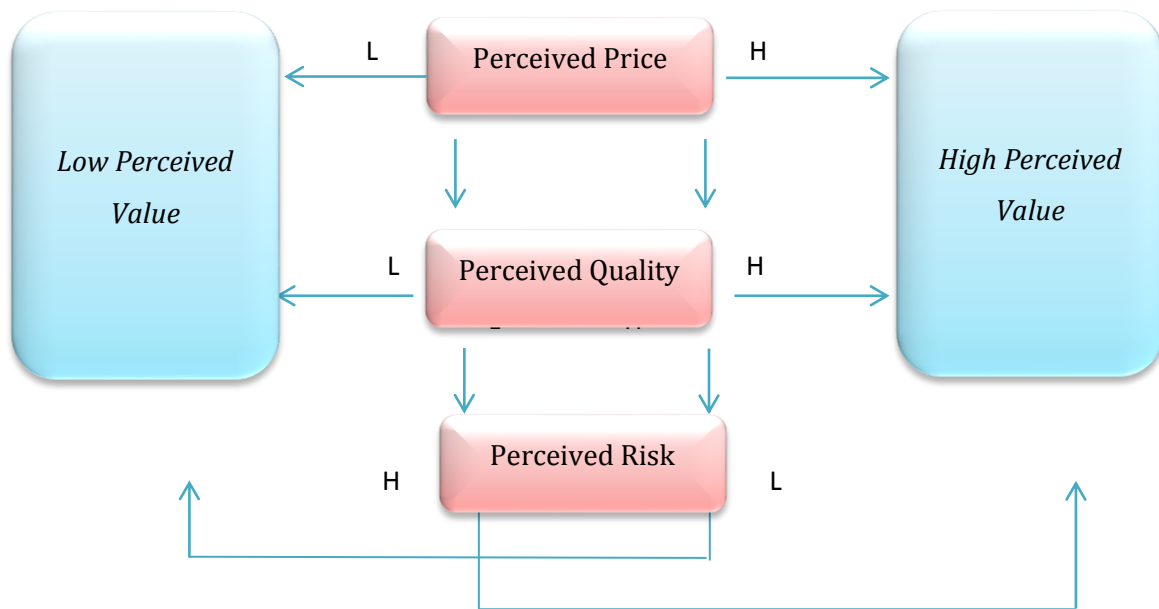 L
Perceived Price
H
Low Perceived
Value
High Perceived
Value
L
Perceived Quality
H
Perceived Risk
H
L